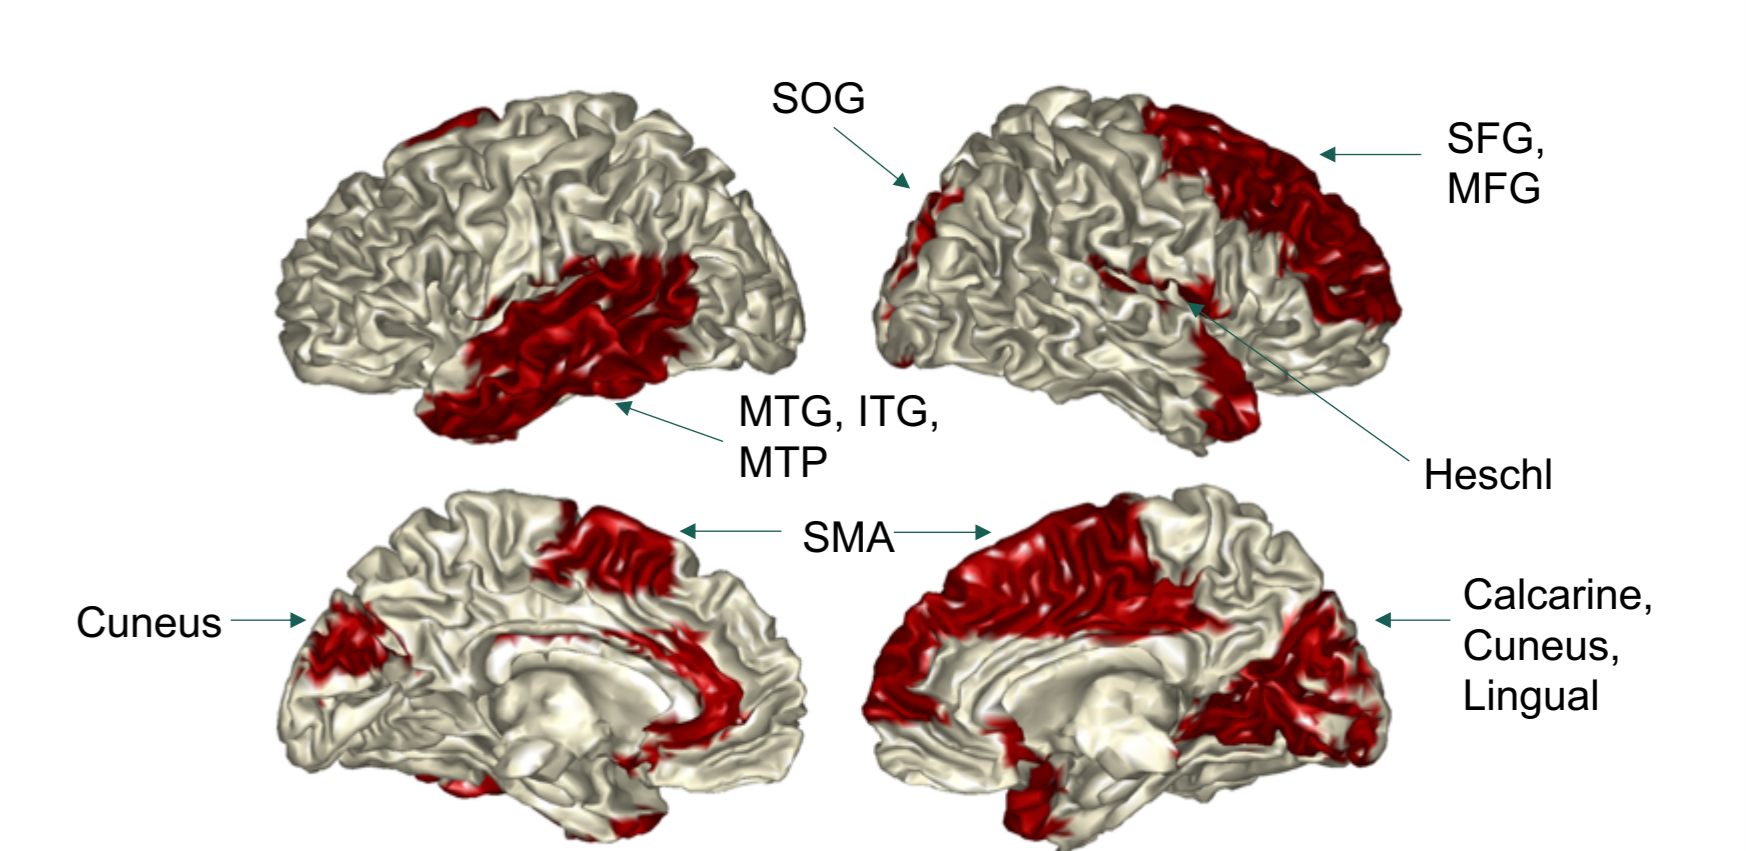 SOG
SFG,
MFG
MTG, ITG,
MTP
Heschl
SMA
Cuneus
Calcarine,
Cuneus,
Lingual